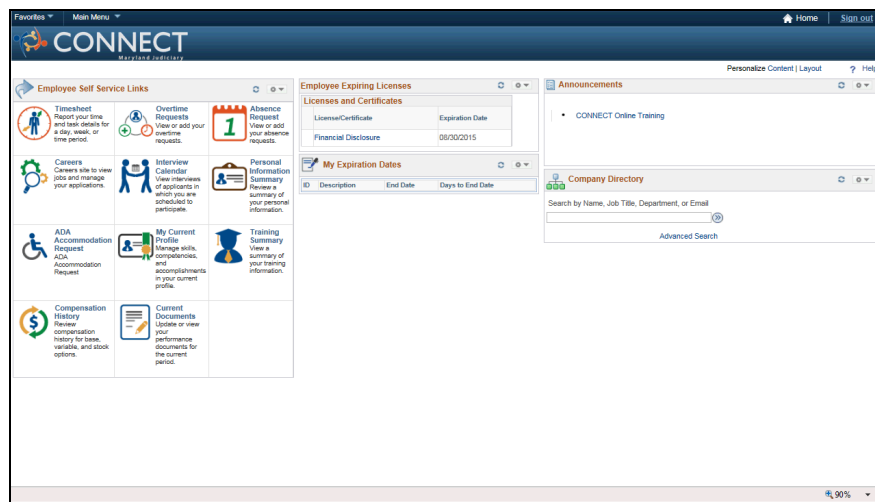 Favorites Main Menu Home Sign out
CONNECT
Maryland Judiciary
Personalize Content | Layout ? Help
Employee Self Service Links
Timesheet
Report your time
and task details for
a day, week, or
time period.
Overtime
Requests
View or add your
overtime
requests.
Absence
Request
View or add
your absence
requests.
1
Careers
Careers site to view
jobs and manage
your applications.
Interview
Calendar
View interviews
of applicants in
which you are
scheduled to
participate.
Personal
Information
Summary
Review a
summary of
your personal
information.
ADA
Accommodation
Request
ADA
Accommodation
Request
My Current
Profile
Manage skills,
competencies,
and
accomplishments
in your current
profile.
Training
Summary
View a
summary of
your training
information.
$
Compensation
History
Review
compensation
history for base,
variable, and stock
options.
Current
Documents
Update or view
your
performance
documents for
the current
period.
Employee Expiring Licenses
Licenses and Certificates
License/Certificate Expiration Date
Financial Disclosure 08/30/2015
My Expiration Dates
ID Description End Date Days to End Date
Announcements
• CONNECT Online Training
Company Directory
Search by Name, Job Title, Department, or Email
Advanced Search
90%